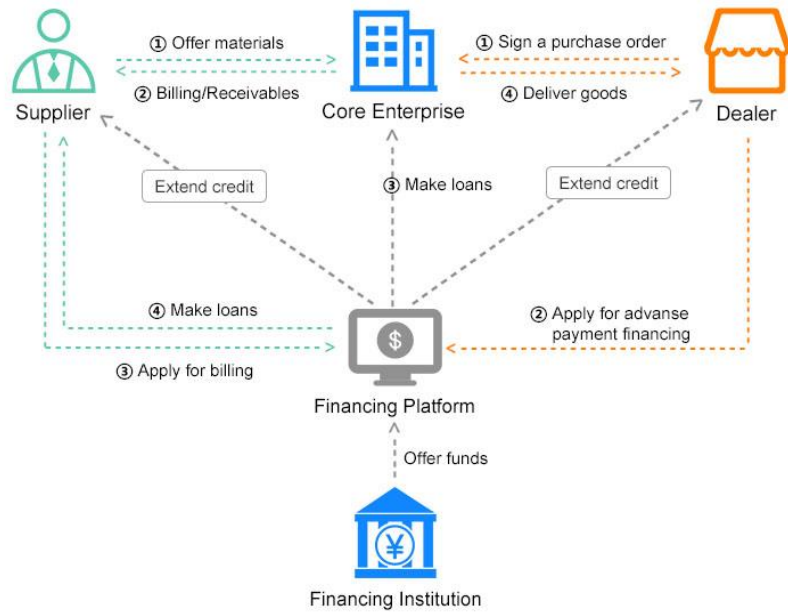 ① Offer materials
① Sign a purchase order
② Billing/Receivables
④ Deliver goods
Supplier
Core Enterprise
Dealer
Extend credit
③ Make loans
Extend credit
④ Make loans
② Apply for advanse
payment financing
$
③ Apply for billing
Financing Platform
Offer funds
¥
Financing Institution